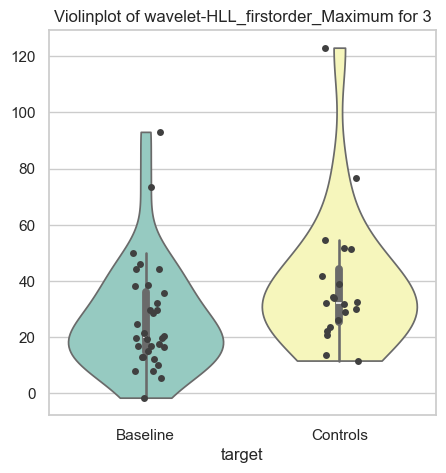 Violinplot of wavelet-HLL_firstorder_Maximum for 3
120
100
80
60
40
20
0
Baseline
Controls
target